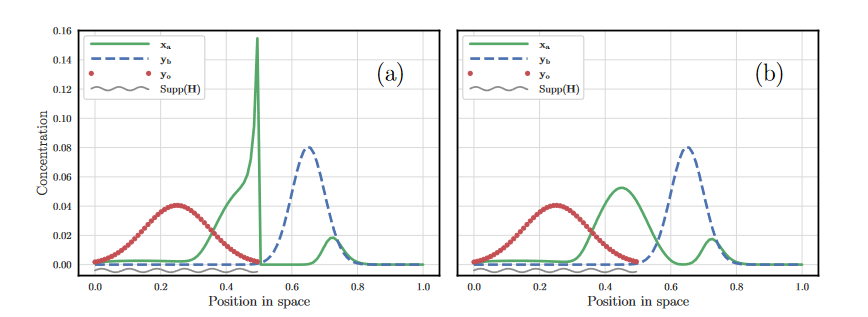 0.16
0.14
0.12
0.10
0.08
0.06
0.04
0.02
0.00
Concentration
xa
yb
yo
Supp(H)
(a)
0.0 0.2 0.4 0.6 0.8 1.0
Position in space
xa
yb
yo
Supp(H)
(b)
0.0 0.2 0.4 0.6 0.8 1.0
Position in space